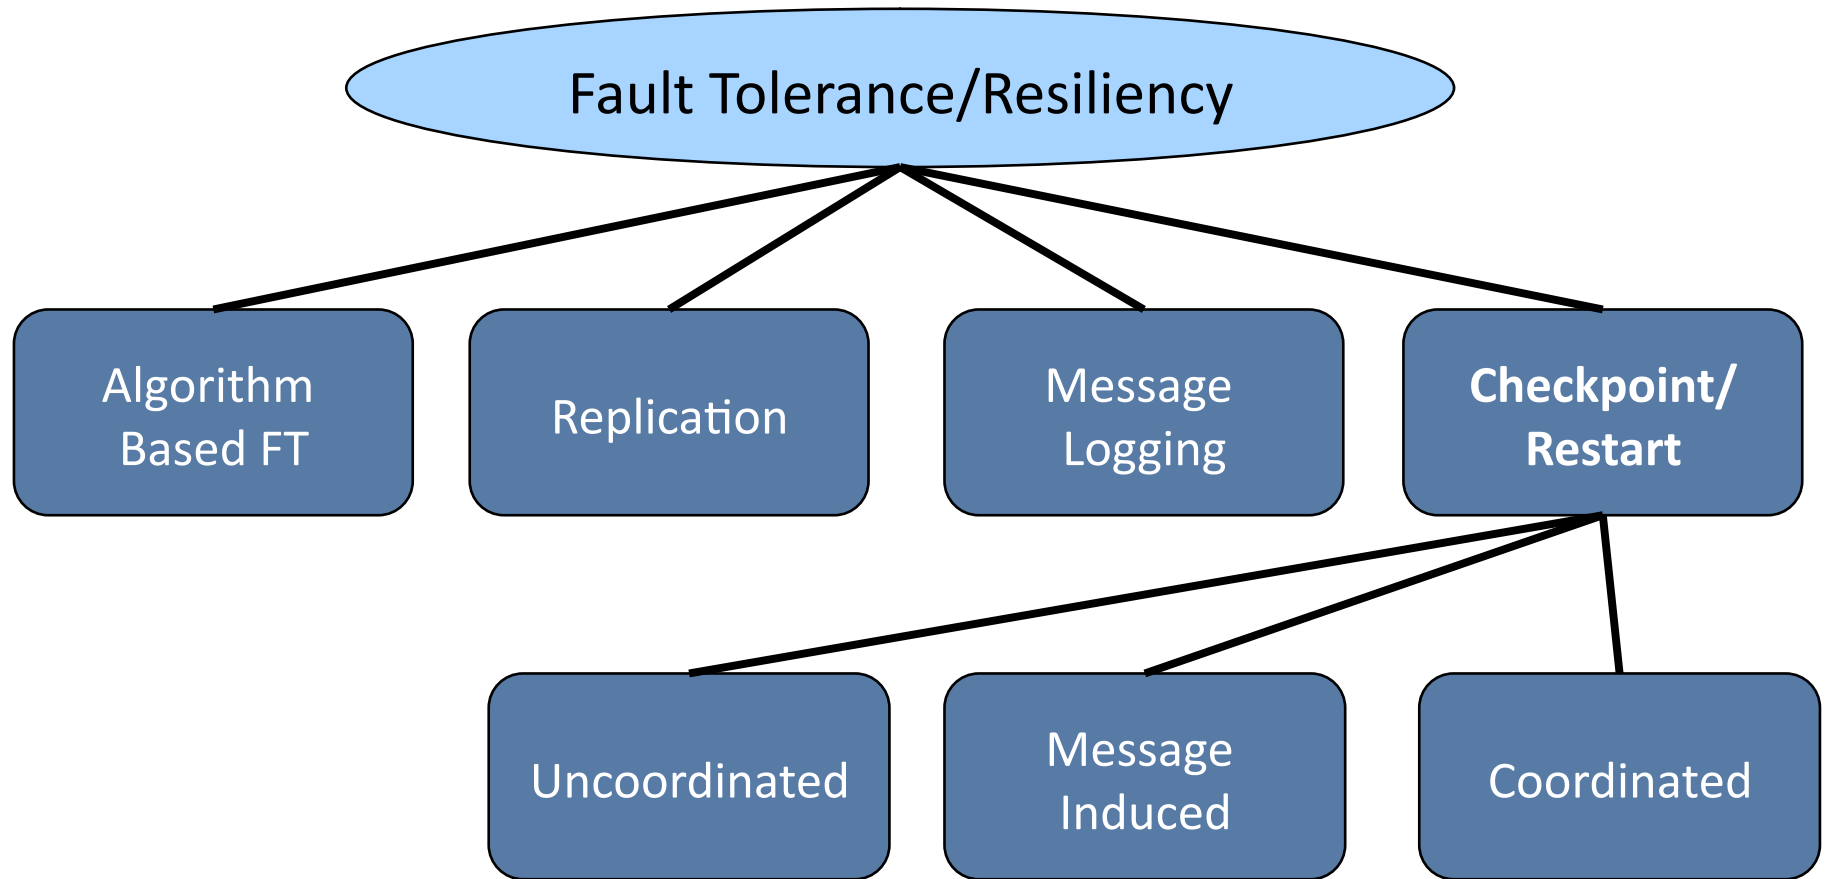 Fault Tolerance/Resiliency
Algorithm
Based FT
Replication
Message
Logging
Checkpoint/
Restart
Uncoordinated
Message
Induced
Coordinated